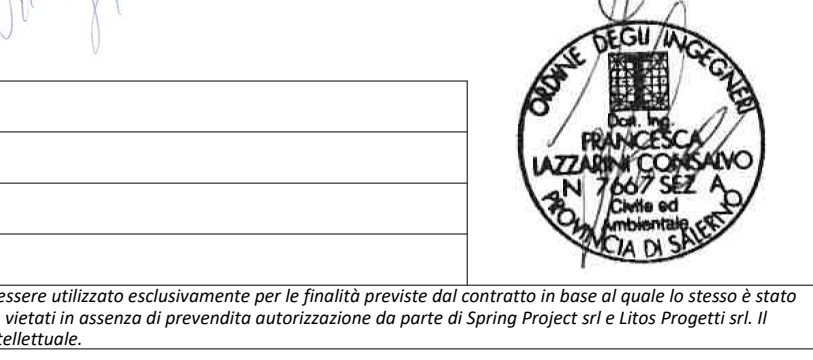 ORDINE DEGLI INGEGNERI
Dott. Ing.
FRANCESCA
LAZZARINI CONSALVO
N 7667 SEZ A
Civile ed
Ambientale
PROVINCIA DI SALERNO
essere utilizzato esclusivamente per le finalità previste dal contratto in base al quale lo stesso è stato
vietati in assenza di prevendita autorizzazione da parte di Spring Project srl e Litos Progetti srl. Il
tellettuale.